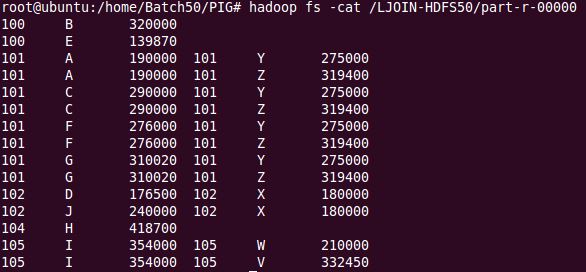 root@ubuntu:/home/Batch50/PIG# hadoop fs -cat /LJOIN-HDFS50/part-r-00000
100 B 320000
100 E 139870
101 A 190000 101 Y 275000
101 A 190000 101 Z 319400
101 C 290000 101 Y 275000
101 C 290000 101 Z 319400
101 F 276000 101 Y 275000
101 F 276000 101 Z 319400
101 G 310020 101 Y 275000
101 G 310020 101 Z 319400
102 D 176500 102 X 180000
102 J 240000 102 X 180000
104 H 418700
105 I 354000 105 W 210000
105 I 354000 105 V 332450